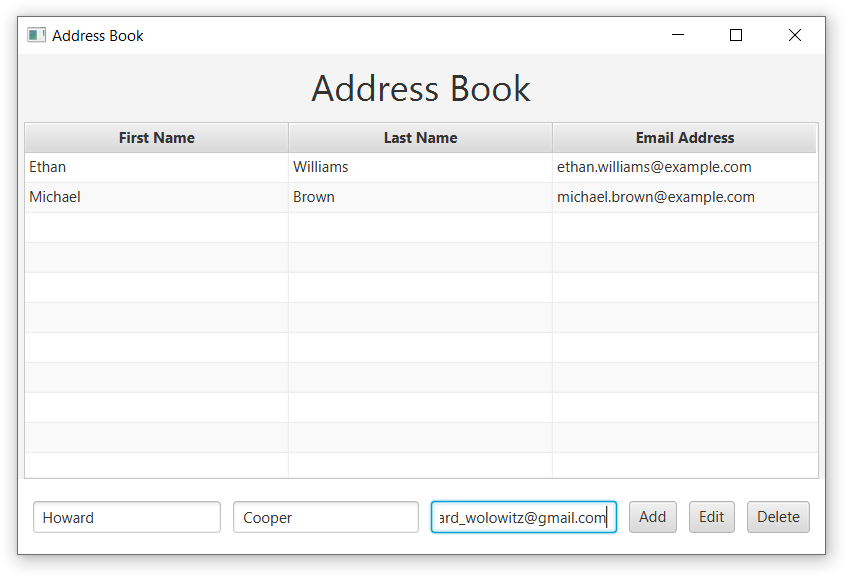 Address Book
Address Book
First Name Last Name Email Address
Ethan Williams ethan.williams@example.com
Michael Brown michael.brown@example.com
Howard Cooper ard_wolowitz@gmail.com Add Edit Delete